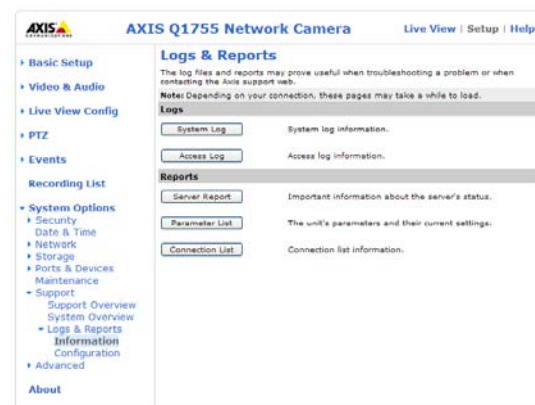 AXIS
COMMUNICATIONS
AXIS Q1755 Network Camera
Live View | Setup | Help
Basic Setup
Video & Audio
Live View Config
PTZ
Events
Recording List
System Options
Security
Date & Time
Network
Storage
Ports & Devices
Maintenance
Support
Support Overview
System Overview
Logs & Reports
Information
Configuration
Advanced
About
Logs & Reports
The log files and reports may prove useful when troubleshooting a problem or when
contacting the Axis support web.
Note: Depending on your connection, these pages may take a while to load.
Logs
System Log System log information.
Access Log Access log information.
Reports
Server Report Important information about the server's status.
Parameter List The unit's parameters and their current settings.
Connection List Connection list information.